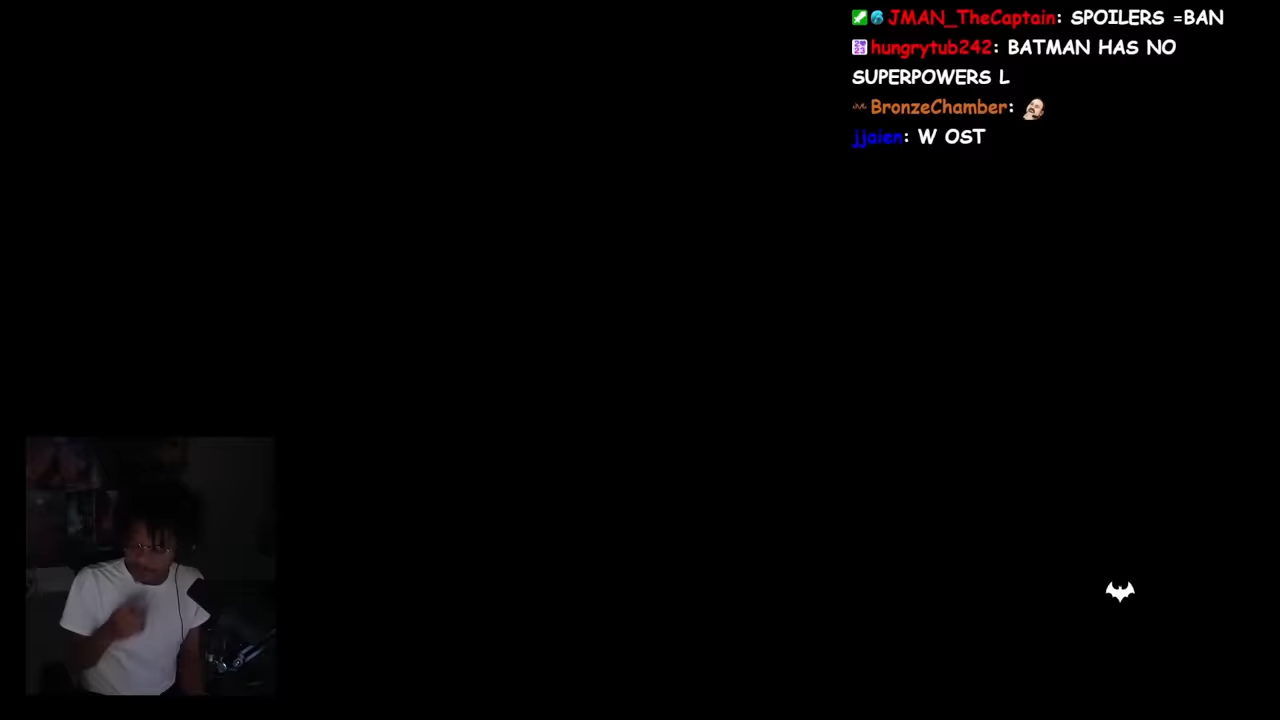 JMAN_TheCaptain: SPOILERS =BAN
hungrytub242: BATMAN HAS NO
SUPERPOWERS L
BronzeChamber:
jjaien: W OST